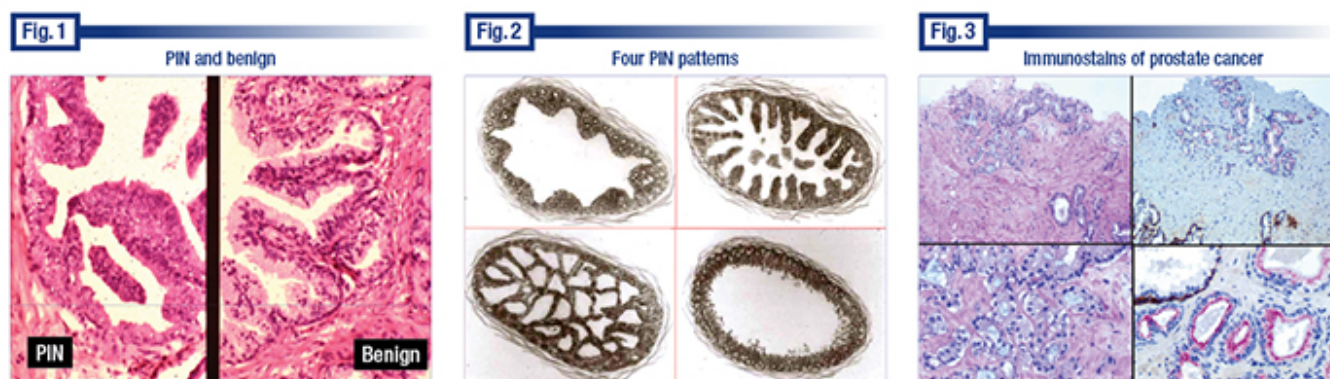 Fig. 1
PIN and benign
PIN
Benign
Fig. 2
Four PIN patterns
Fig. 3
Immunostains of prostate cancer